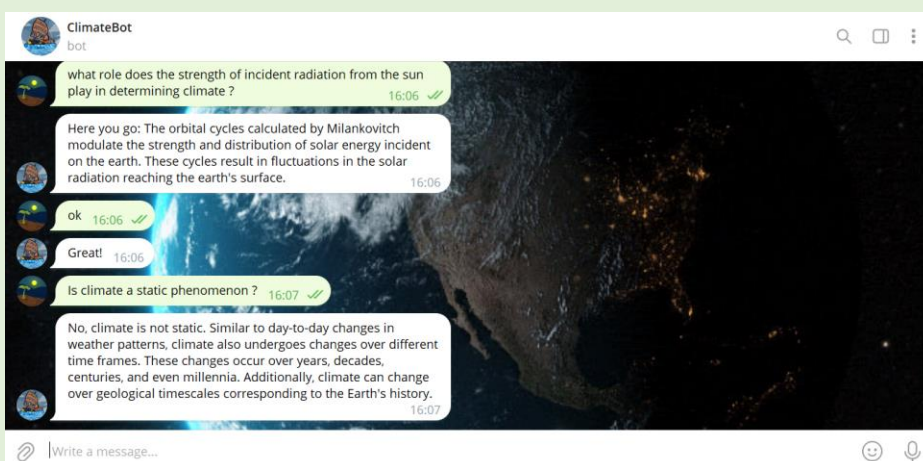 ClimateBot
bot
what role does the strength of incident radiation from the sun
play in determining climate ?
16:06
Here you go: The orbital cycles calculated by Milankovitch
modulate the strength and distribution of solar energy incident
on the earth. These cycles result in fluctuations in the solar
radiation reaching the earth's surface.
16:06
ok 16:06
Great! 16:06
Is climate a static phenomenon ? 16:07
No, climate is not static. Similar to day-to-day changes in
weather patterns, climate also undergoes changes over different
time frames. These changes occur over years, decades,
centuries, and even millennia. Additionally, climate can change
over geological timescales corresponding to the Earth's history.
16:07
Write a message...